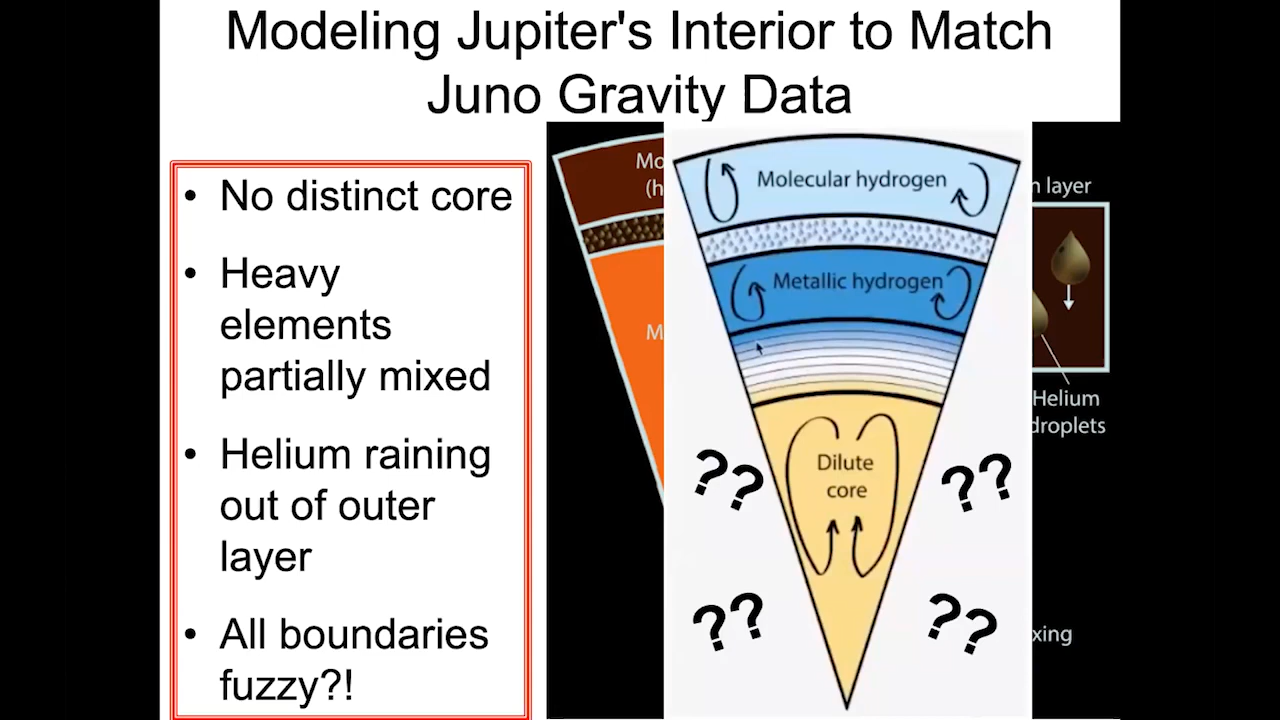 Modeling Jupiter's Interior to Match
Juno Gravity Data
• No distinct core
• Heavy
elements
partially mixed
• Helium raining
out of outer
layer
• All boundaries
fuzzy?!
Molecular hydrogen
Metallic hydrogen
Dilute
core
??
??
??
??
layer
Helium
droplets